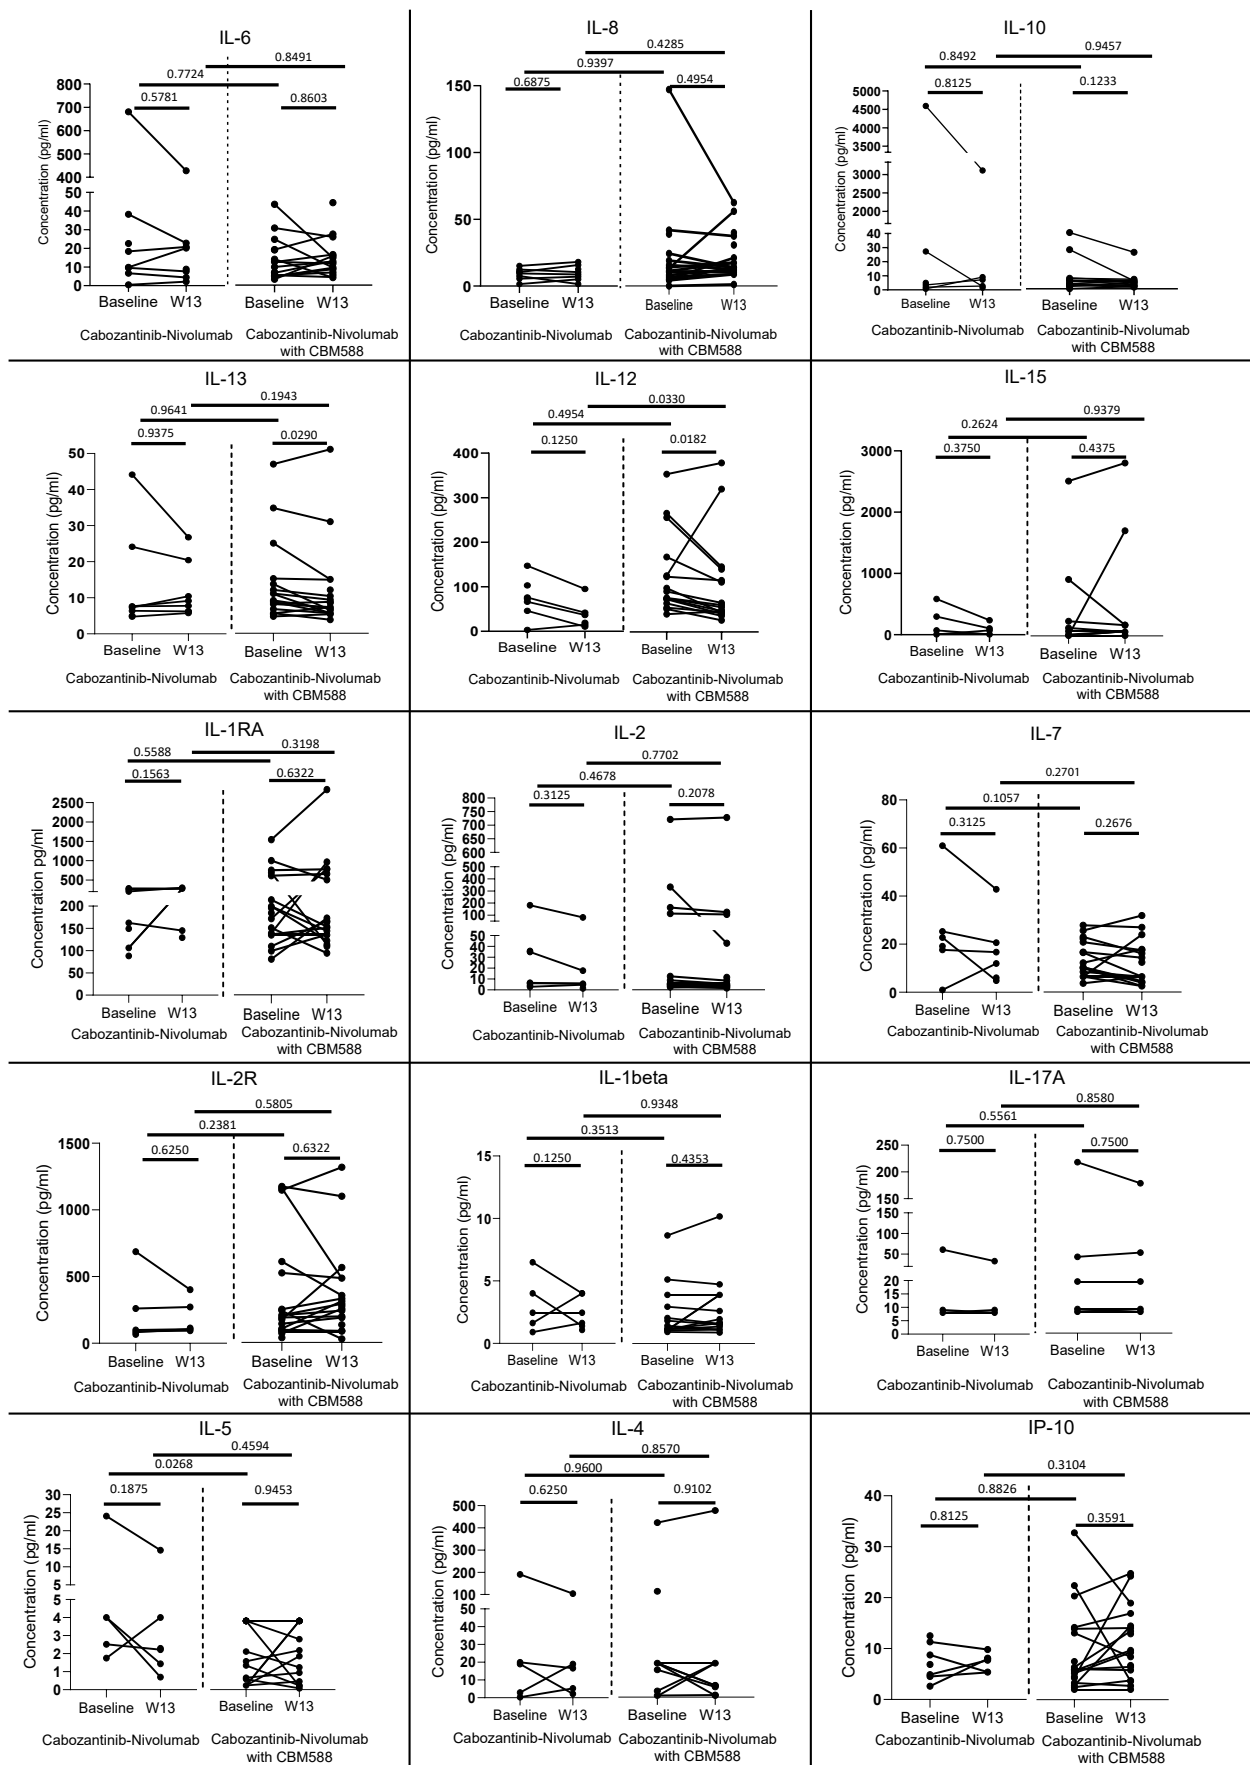 IL-6
0.8491
0.7724
0.5781
0.8603
Concentration (pg/ml)
800
700
600
500
400
50
40
30
20
10
0
Baseline W13 Baseline W13
Cabozantinib-Nivolumab
Cabozantinib-Nivolumab
with CBM588
IL-8
0.4285
0.9397
0.6875
0.4954
Concentration (pg/ml)
150
100
50
0
Baseline W13 Baseline W13
Cabozantinib-Nivolumab
Cabozantinib-Nivolumab
with CBM588
IL-10
0.9457
0.8492
0.8125
0.1233
Concentration (pg/ml)
5000
4500
4000
3500
3000
2000
1000
40
30
20
10
0
Baseline W13 Baseline W13
Cabozantinib-Nivolumab
Cabozantinib-Nivolumab
with CBM588
IL-13
0.1943
0.9641
0.9375
0.0290
Concentration (pg/ml)
50
40
30
20
10
0
Baseline W13 Baseline W13
Cabozantinib-Nivolumab
Cabozantinib-Nivolumab
with CBM588
IL-12
0.0330
0.4954
0.1250
0.0182
Concentration (pg/ml)
400
300
200
100
0
Baseline W13 Baseline W13
Cabozantinib-Nivolumab
Cabozantinib-Nivolumab
with CBM588
IL-15
0.9379
0.2624
0.3750
0.4375
Concentration (pg/ml)
3000
2000
1000
0
Baseline W13 Baseline W13
Cabozantinib-Nivolumab
Cabozantinib-Nivolumab
with CBM588
IL-1RA
0.3198
0.5588
0.1563
0.6322
Concentration pg/ml)
2500
2000
1500
1000
500
200
150
100
50
0
Baseline W13 Baseline W13
Cabozantinib-Nivolumab
Cabozantinib-Nivolumab
with CBM588
IL-2
0.7702
0.4678
0.3125
0.2078
Concentration (pg/ml)
800
750
700
650
600
500
400
300
200
100
50
40
30
20
10
0
Baseline W13 Baseline W13
Cabozantinib-Nivolumab
Cabozantinib-Nivolumab
with CBM588
IL-7
0.2701
0.1057
0.3125
0.2676
Concentration (pg/ml)
80
60
40
20
0
Baseline W13 Baseline W13
Cabozantinib-Nivolumab
Cabozantinib-Nivolumab
with CBM588
IL-2R
0.5805
0.2381
0.6250
0.6322
Concentration (pg/ml)
1500
1000
500
0
Baseline W13 Baseline W13
Cabozantinib-Nivolumab
Cabozantinib-Nivolumab
with CBM588
IL-1beta
0.9348
0.3513
0.1250
0.4353
Concentration (pg/ml)
15
10
5
0
Baseline W13 Baseline W13
Cabozantinib-Nivolumab
Cabozantinib-Nivolumab
with CBM588
IL-17A
0.8580
0.5561
0.7500
0.7500
Concentration (pg/ml)
250
200
150
150
100
50
20
15
10
5
0
Baseline W13 Baseline W13
Cabozantinib-Nivolumab
Cabozantinib-Nivolumab
with CBM588
IL-5
0.4594
0.0268
0.1875
0.9453
Concentration (pg/ml)
30
25
20
15
10
5
5
4
3
2
1
0
Baseline W13 Baseline W13
Cabozantinib-Nivolumab
Cabozantinib-Nivolumab
with CBM588
IL-4
0.8570
0.9600
0.6250
0.9102
Concentration (pg/ml)
500
400
300
200
100
50
40
30
20
10
0
Baseline W13 Baseline W13
Cabozantinib-Nivolumab
Cabozantinib-Nivolumab
with CBM588
IP-10
0.3104
0.8826
0.8125
0.3591
Concentration (pg/ml)
40
30
20
10
0
Baseline W13 Baseline W13
Cabozantinib-Nivolumab
Cabozantinib-Nivolumab
with CBM588